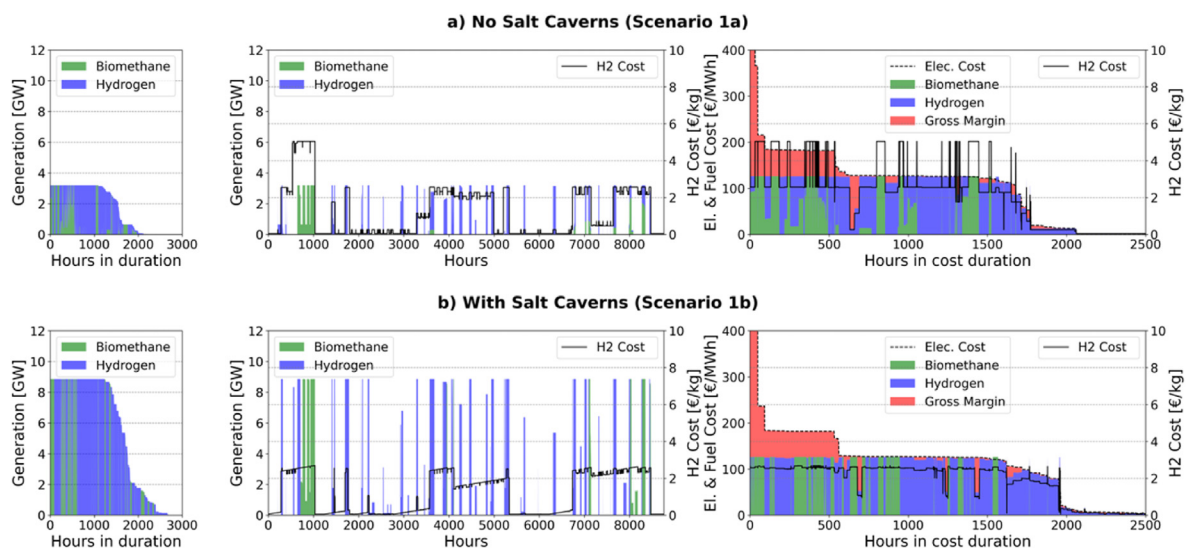 a) No Salt Caverns (Scenario 1a)
Generation [GW]
12
10
8
6
4
2
0
Biomethane
Hydrogen
0 1000 2000 3000
Hours in duration
Generation [GW]
12
10
8
6
4
2
0
Biomethane
Hydrogen
H2 Cost
10
8
6
4
2
0
H2 Cost [€/kg]
0 1000 2000 3000 4000 5000 6000 7000 8000
Hours
El. & Fuel Cost [€/MWh]
400
300
200
100
0
Elec. Cost
Biomethane
Hydrogen
Gross Margin
H2 Cost
10
8
6
4
2
0
H2 Cost [€/kg]
0 500 1000 1500 2000 2500
Hours in cost duration
b) With Salt Caverns (Scenario 1b)
Generation [GW]
12
10
8
6
4
2
0
Biomethane
Hydrogen
0 1000 2000 3000
Hours in duration
Generation [GW]
12
10
8
6
4
2
0
Biomethane
Hydrogen
H2 Cost
10
8
6
4
2
0
H2 Cost [€/kg]
0 1000 2000 3000 4000 5000 6000 7000 8000
Hours
El. & Fuel Cost [€/MWh]
400
300
200
100
0
Elec. Cost
Biomethane
Hydrogen
Gross Margin
H2 Cost
10
8
6
4
2
0
H2 Cost [€/kg]
0 500 1000 1500 2000 2500
Hours in cost duration